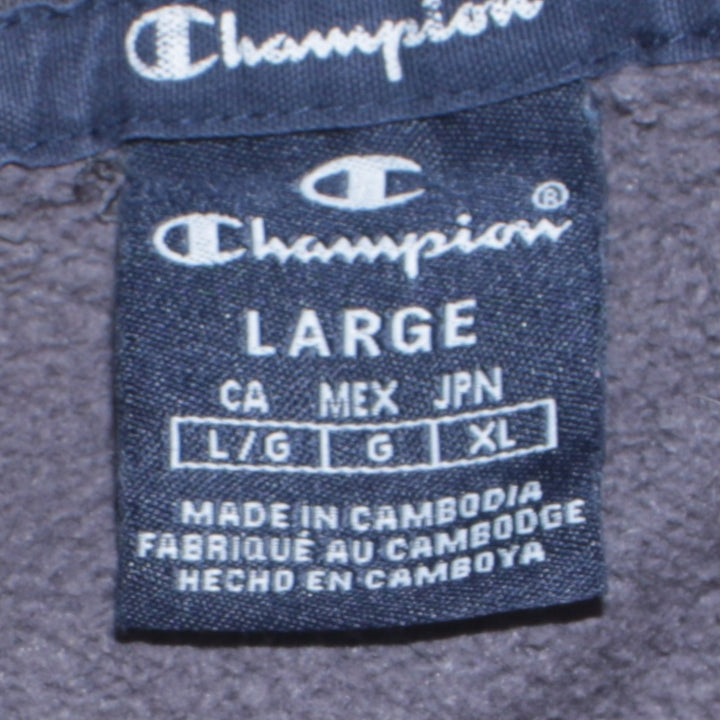 Champion
Champion®
LARGE
CA MEX JPN
L/G G XL
MADE IN CAMBODIA
FABRIQUÉ AU CAMBODGE
HECHO EN CAMBOYA